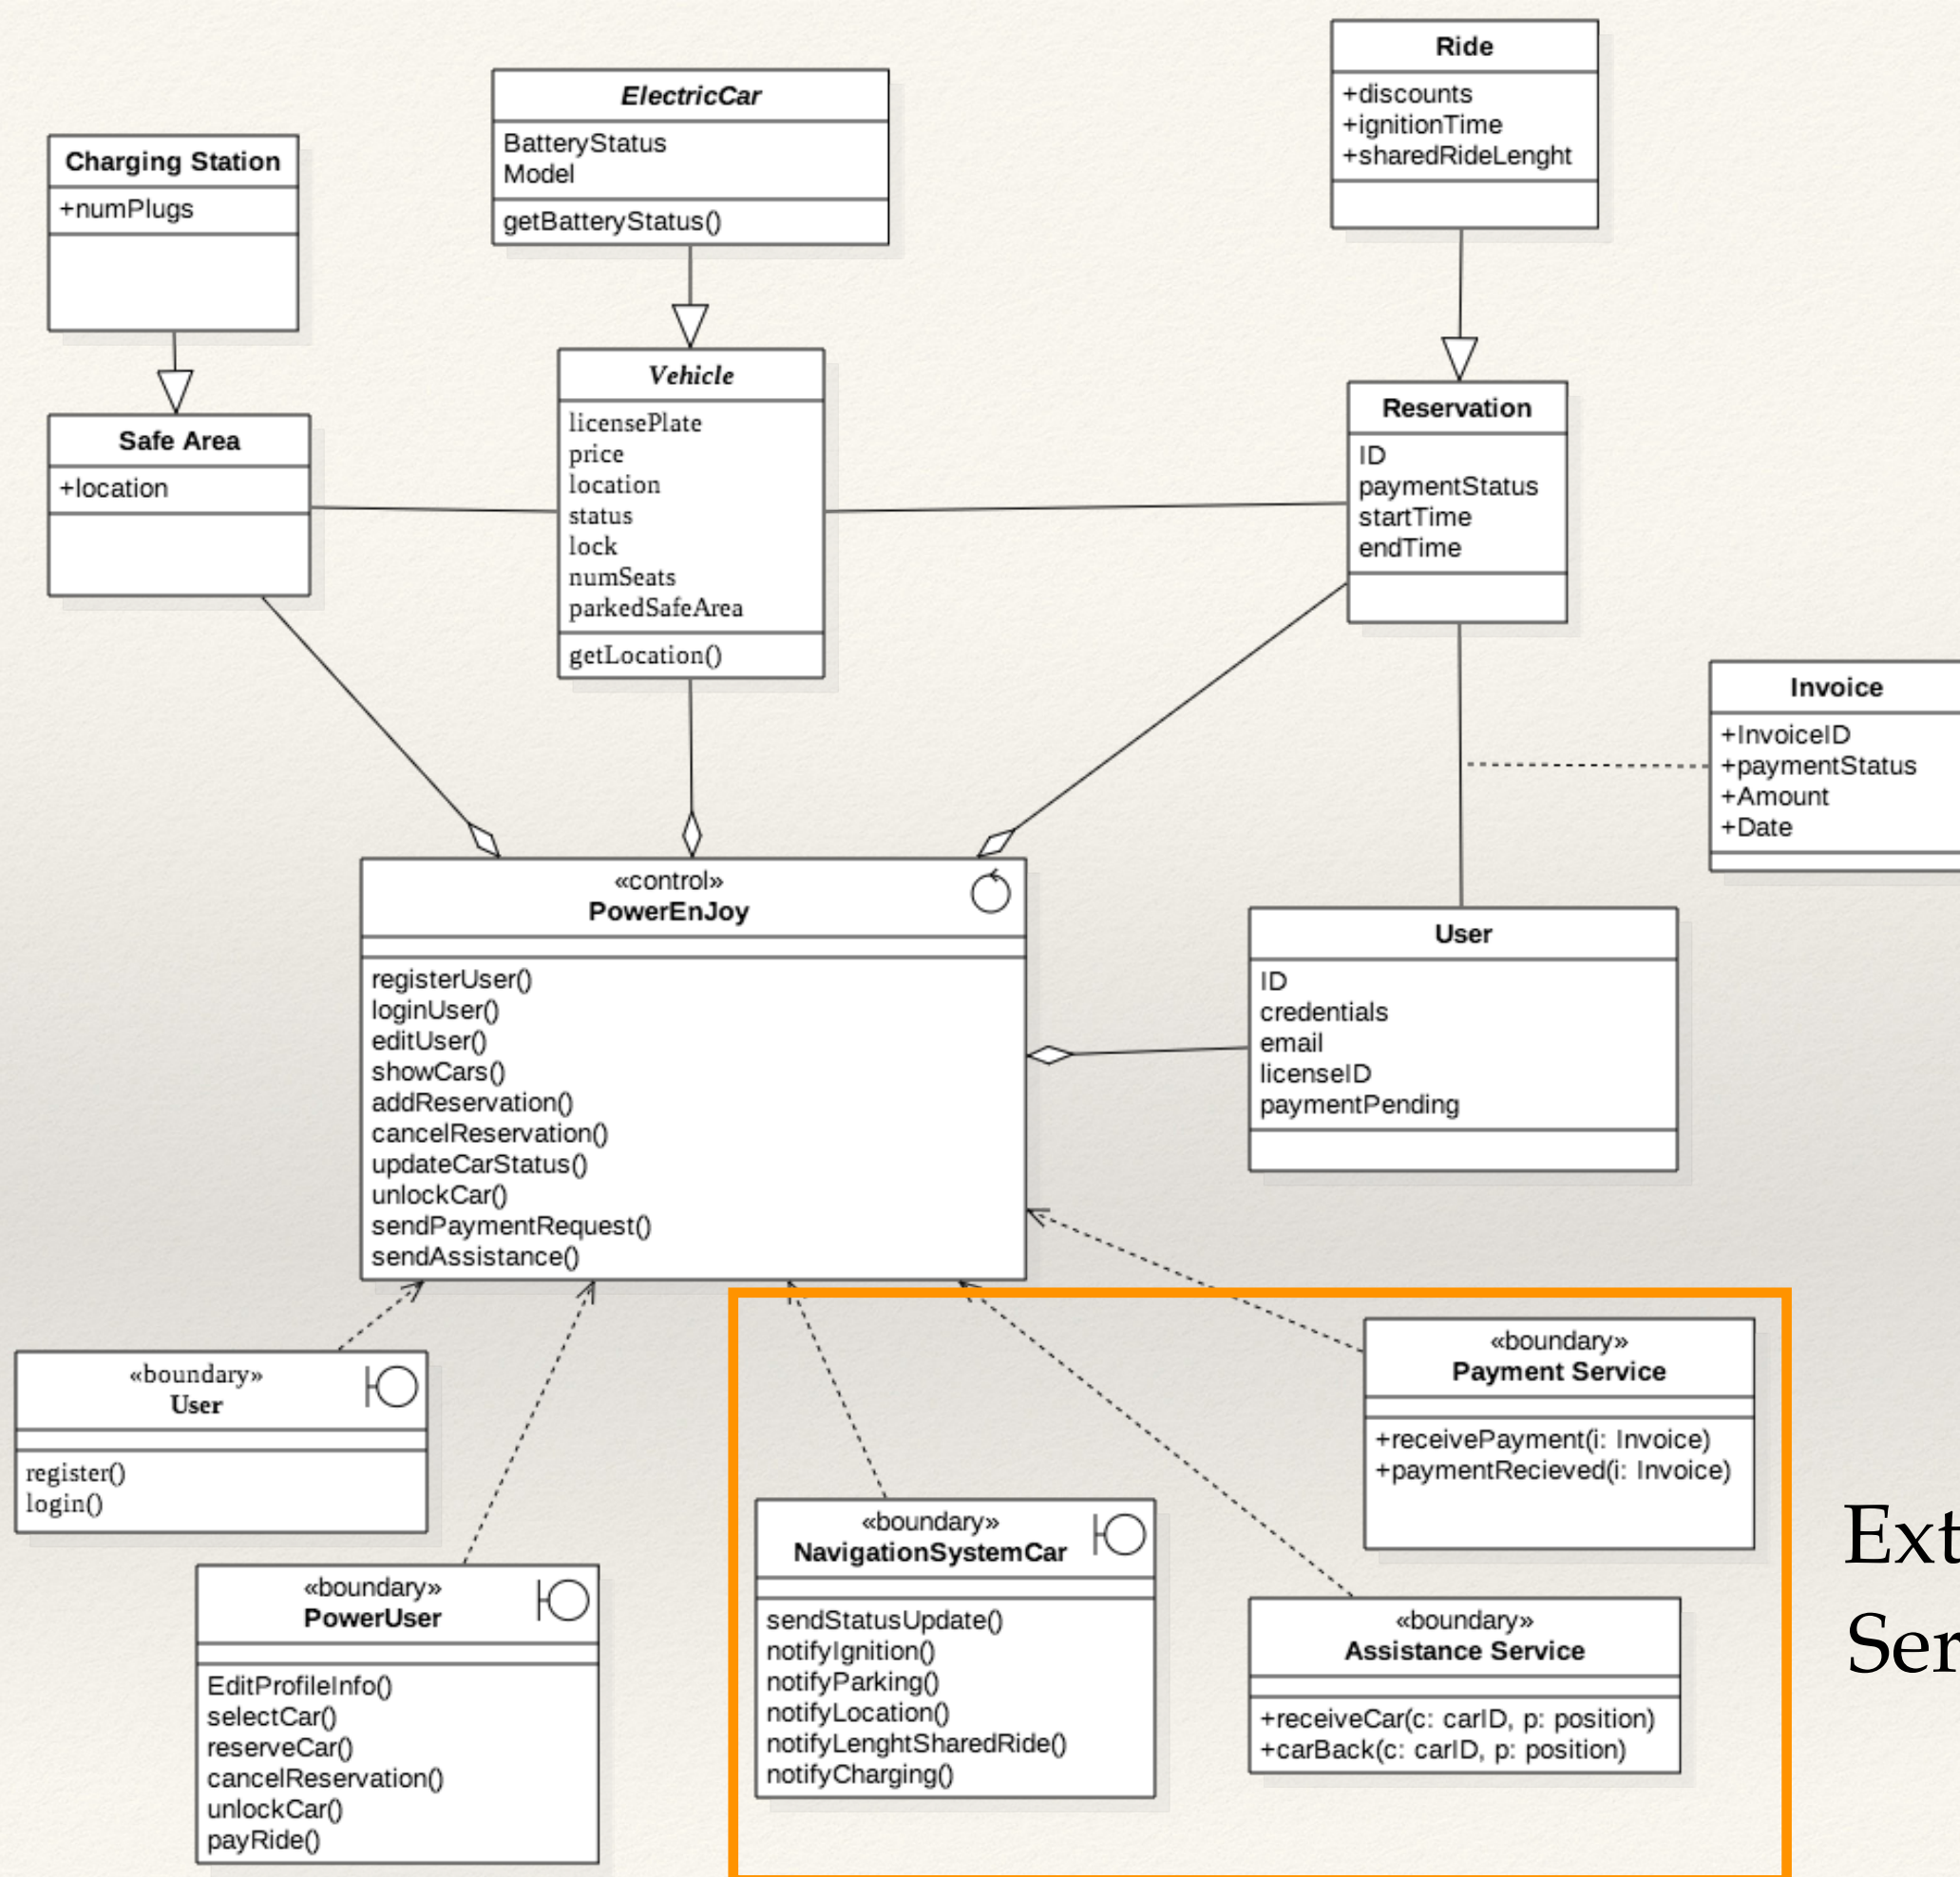 Ride
+discounts
+ignitionTime
+sharedRideLenght
ElectricCar
BatteryStatus
Model
getBatteryStatus()
Charging Station
+numPlugs
Vehicle
licensePlate
price
location
status
lock
numSeats
parkedSafeArea
getLocation()
Safe Area
+location
Reservation
ID
paymentStatus
startTime
endTime
Invoice
+InvoiceID
+paymentStatus
+Amount
+Date
«control»
PowerEnJoy
registerUser()
loginUser()
editUser()
showCars()
addReservation()
cancelReservation()
updateCarStatus()
unlockCar()
sendPaymentRequest()
sendAssistance()
User
ID
credentials
email
licenseID
paymentPending
«boundary»
User
register()
login()
«boundary»
PowerUser
EditProfileInfo()
selectCar()
reserveCar()
cancelReservation()
unlockCar()
payRide()
«boundary»
NavigationSystemCar
sendStatusUpdate()
notifyIgnition()
notifyParking()
notifyLocation()
notifyLenghtSharedRide()
notifyCharging()
«boundary»
Payment Service
+receivePayment(i: Invoice)
+paymentRecieved(i: Invoice)
«boundary»
Assistance Service
+receiveCar(c: carID, p: position)
+carBack(c: carID, p: position)
Ext
Ser